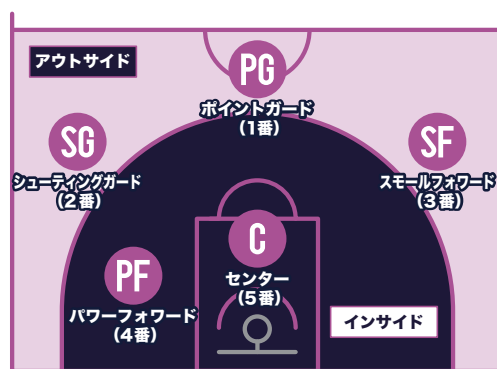 アウトサイド
PG
ポイントガード
（1番）
SG
シューティングガード
（2番）
SF
スモールフォワード
（3番）
C
センター
（5番）
PF
パワーフォワード
（4番）
インサイド